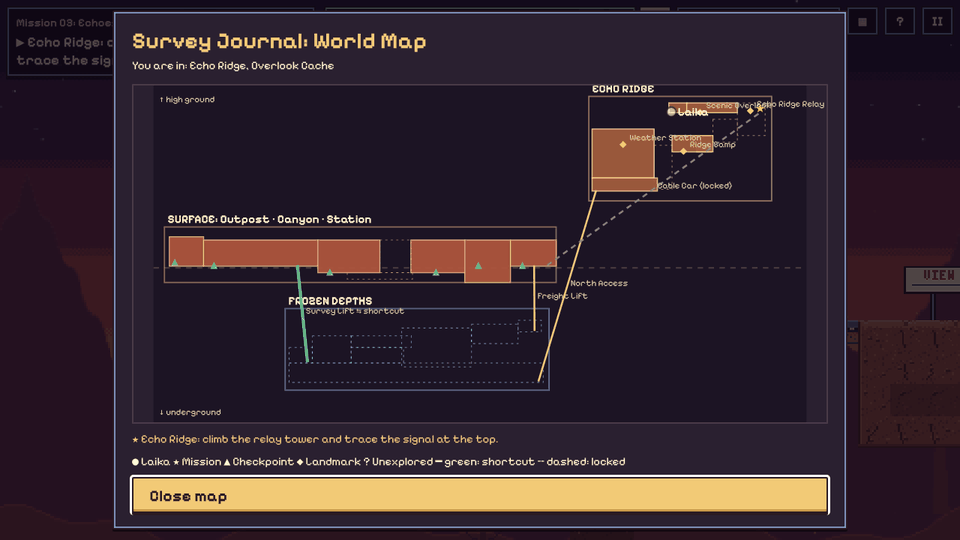 Mission 03: Echoe
▶ Echo Ridge: c
trace the sig
?
II
Survey Journal: World Map
You are in: Echo Ridge, Overlook Cache
↑ high ground
ECHO RIDGE
Scenic Overlook
Echo Ridge Relay
Laika
Weather Station
Ridge Camp
Cable Car (locked)
SURFACE: Outpost · Canyon · Station
VIEW
North Access
Freight Lift
FROZEN DEPTHS
Survey Lift ⇅ shortcut
↓ underground
★ Echo Ridge: climb the relay tower and trace the signal at the top.
● Laika ★ Mission ▲ Checkpoint ◆ Landmark ? Unexplored ━ green: shortcut -- dashed: locked
Close map